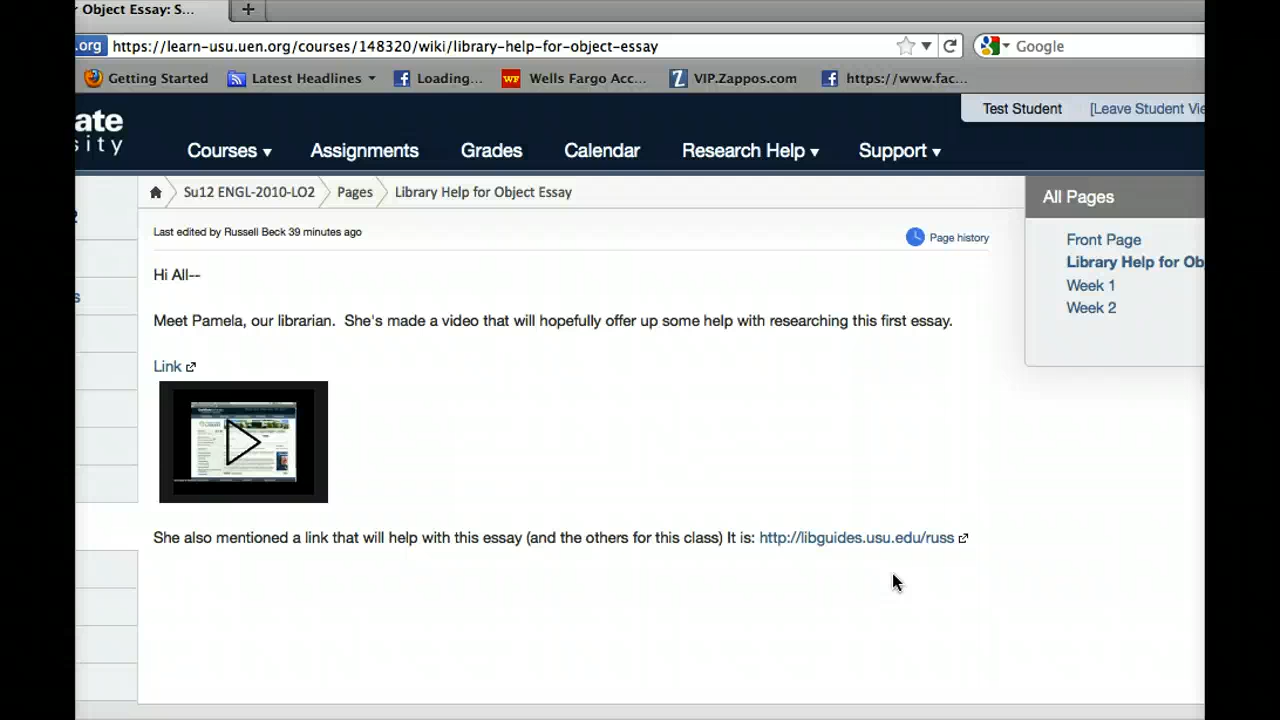 Object Essay: S...
.org https://learn-usu.uen.org/courses/148320/wiki/library-help-for-object-essay Google
Getting Started Latest Headlines Loading... WF Wells Fargo Acc... Z VIP.Zappos.com f https://www.fac...
Test Student [Leave Student Vie
ate
sity
Courses Assignments Grades Calendar Research Help Support
Su12 ENGL-2010-LO2 Pages Library Help for Object Essay
All Pages
Last edited by Russell Beck 39 minutes ago Page history
Front Page
Library Help for Ob
Week 1
Week 2
Hi All--
Meet Pamela, our librarian. She's made a video that will hopefully offer up some help with researching this first essay.
Link
She also mentioned a link that will help with this essay (and the others for this class) It is: http://libguides.usu.edu/russ